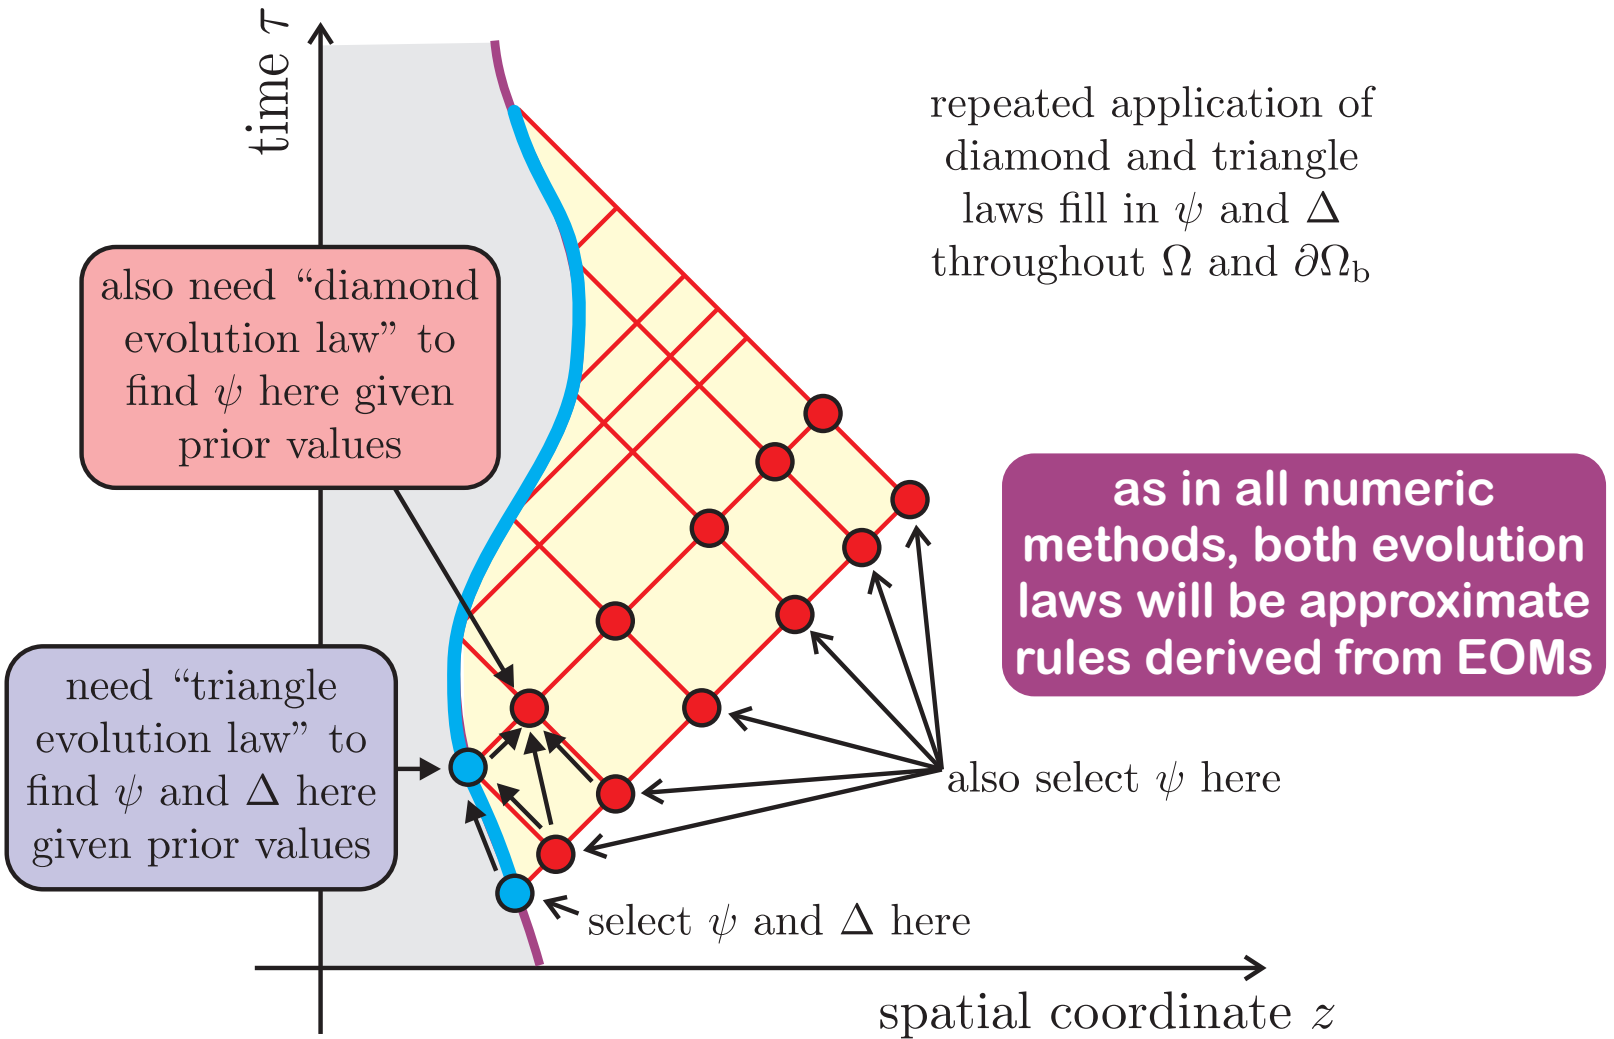 time τ
repeated application of
diamond and triangle
laws fill in ψ and Δ
throughout Ω and ∂Ω_b
also need “diamond
evolution law” to
find ψ here given
prior values
as in all numeric
methods, both evolution
laws will be approximate
rules derived from EOMs
need “triangle
evolution law” to
find ψ and Δ here
given prior values
also select ψ here
select ψ and Δ here
spatial coordinate z